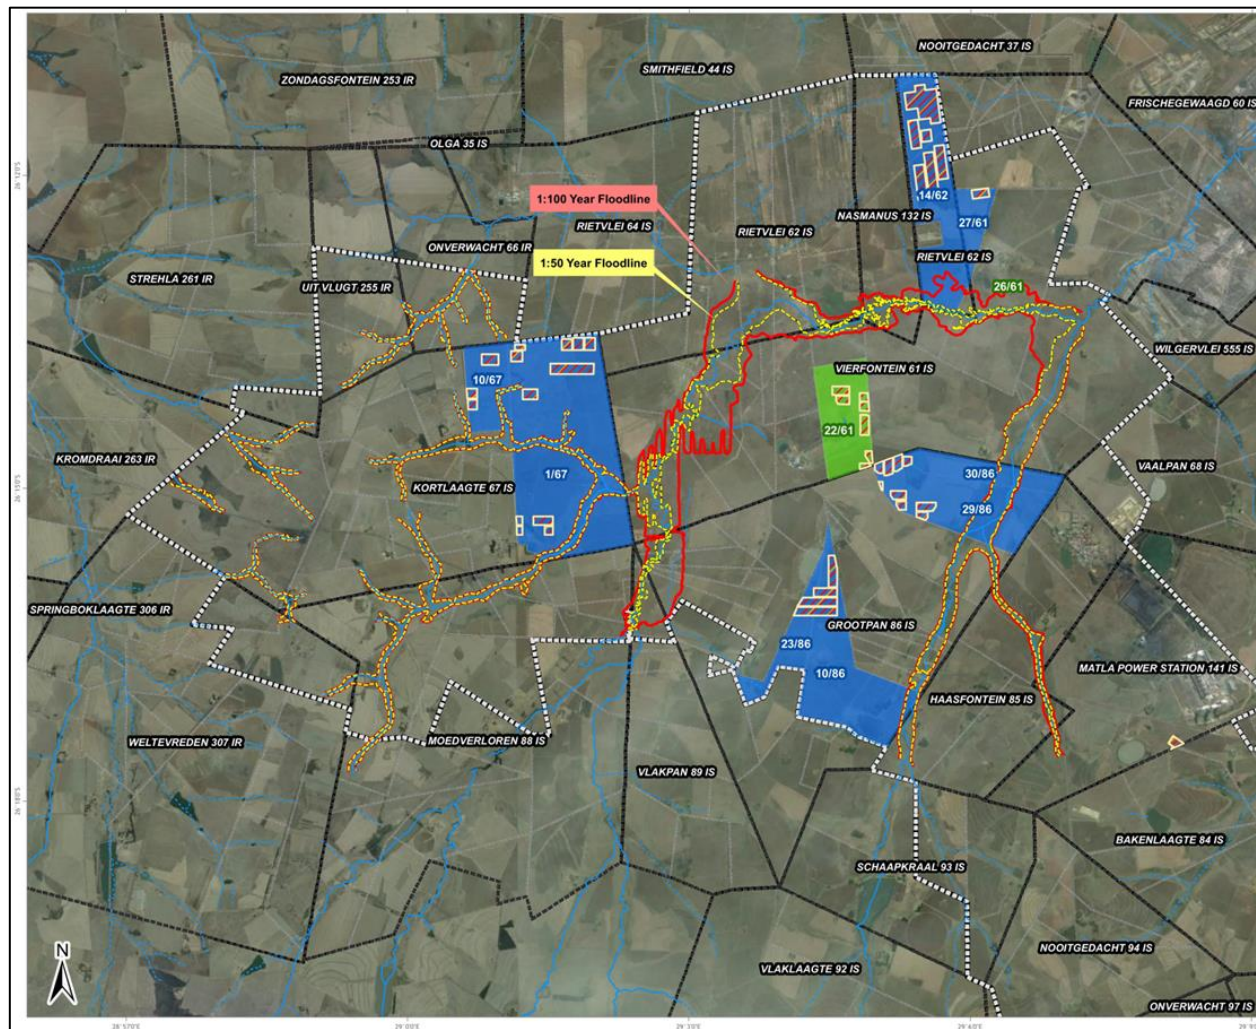 NOOITGEDACHT 37 IS
SMITHFIELD 44 IS
ZONDAGSFONTEIN 253 IR
FRISCHEGEWAAGD 60 IS
OLGA 35 IS
26°12'0"S
14/62
1:100 Year Floodline
27/61
NASMANUS 132 IS
RIETVLEI 64 IS
RIETVLEI 62 IS
ONVERWACHT 66 IR
RIETVLEI 62 IS
1:50 Year Floodline
STREHLA 261 IR
UIT VLUGT 255 IR
26/61
WILGERVLEI 555 IS
10/67
VIERFONTEIN 61 IS
22/61
KROMDRAAI 263 IR
VAALPAN 68 IS
1/67
30/86
KORTLAAGTE 67 IS
29/86
SPRINGBOKLAAGTE 306 IR
GROOTPAN 86 IS
23/86
10/86
MATLA POWER STATION 141 IS
HAASFONTEIN 85 IS
WELTEVREDEN 307 IR
MOEDVERLOREN 88 IS
VLAKPAN 89 IS
26°18'0"S
BAKENLAAGTE 84 IS
SCHAAPKRAAL 93 IS
NOOITGEDACHT 94 IS
VLAKLAAGTE 92 IS
N
ONVERWACHT 97 IS